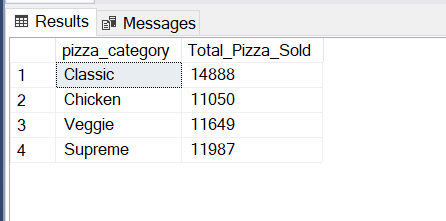 Results Messages
pizza_category Total_Pizza_Sold
1 Classic 14888
2 Chicken 11050
3 Veggie 11649
4 Supreme 11987